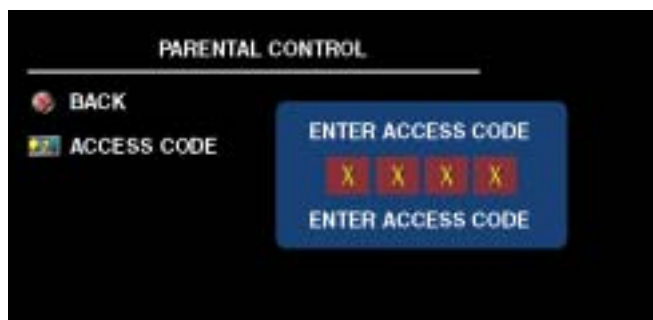 PARENTAL CONTROL
BACK
ACCESS CODE
ENTER ACCESS CODE
X X X X
ENTER ACCESS CODE